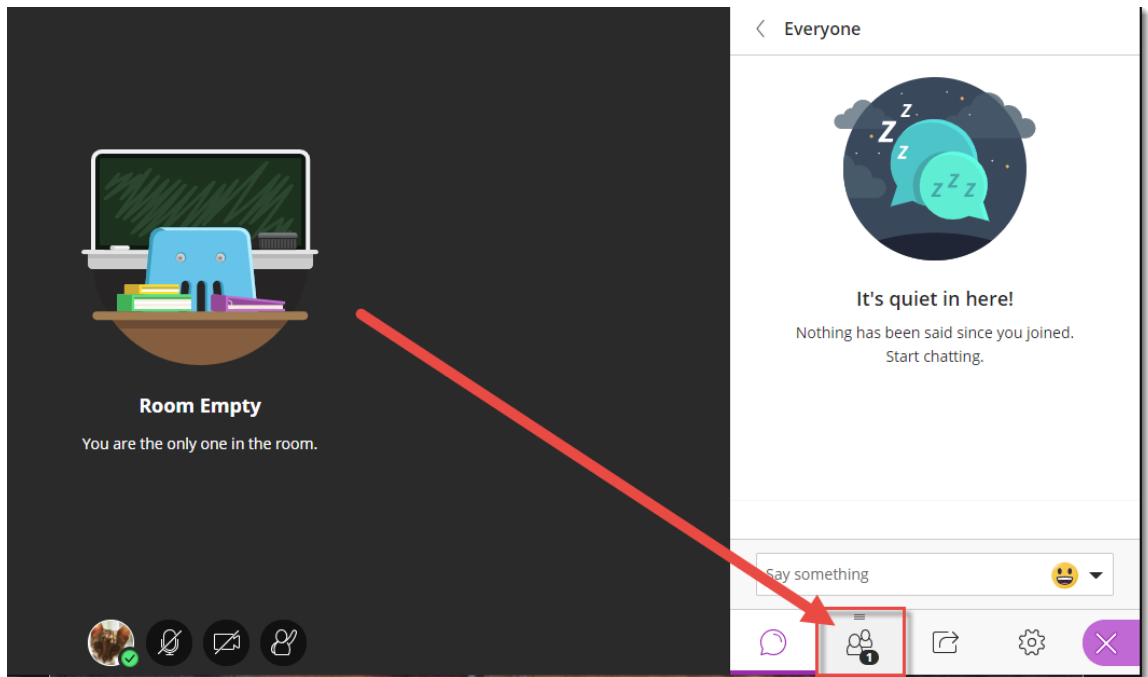 Everyone
z
Z
z
z Z z
It's quiet in here!
Nothing has been said since you joined.
Start chatting.
Room Empty
You are the only one in the room.
Say something
1